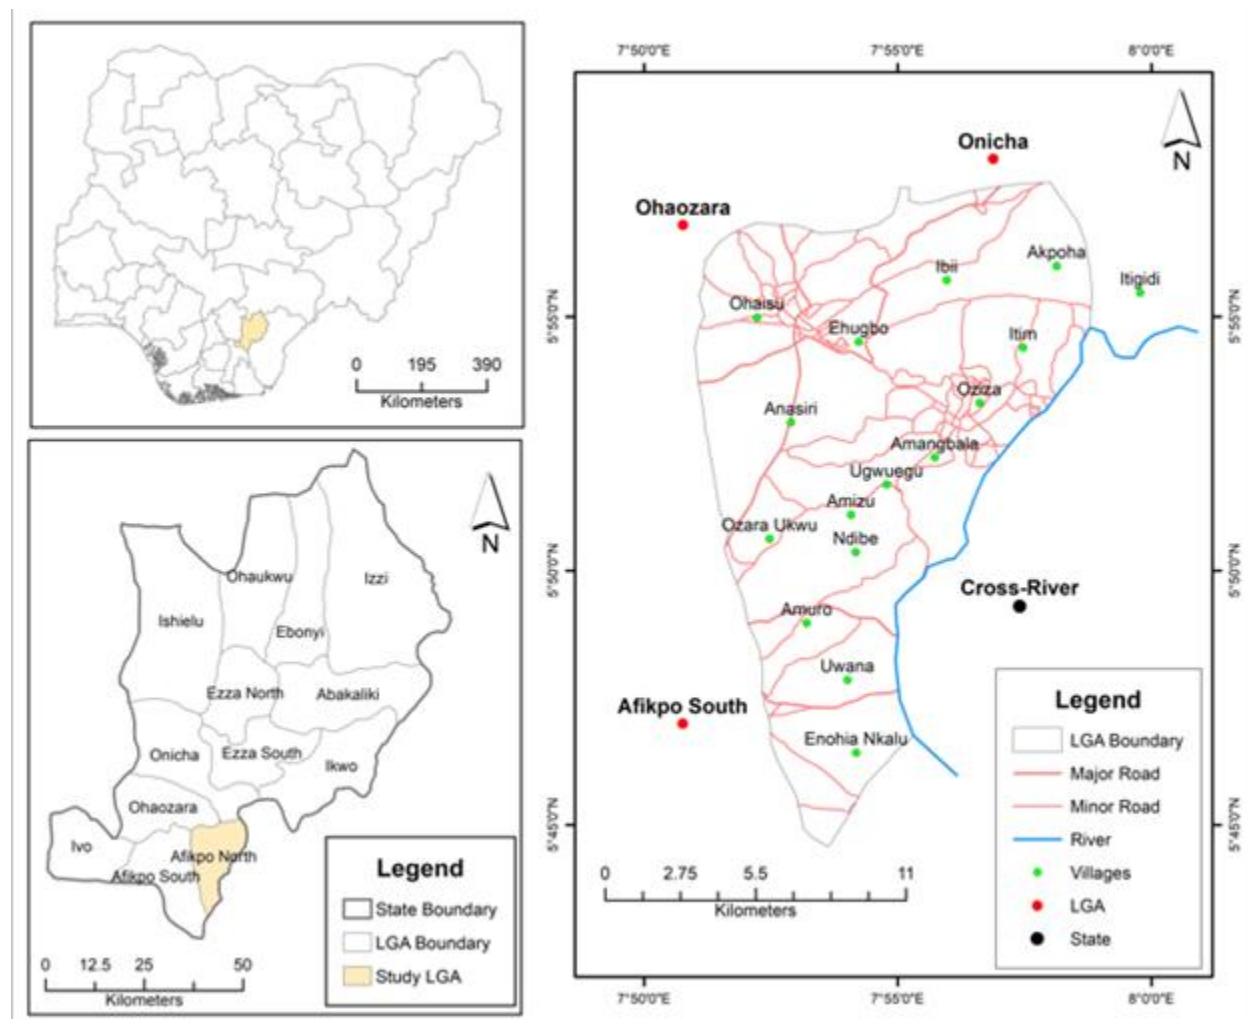 0 195 390
Kilometers
N
Ohaukwu
Izzi
Ishielu
Ebonyi
Ezza North
Abakaliki
Onicha
Ezza South
Ikwo
Ohaozara
Ivo
Afikpo North
Afikpo South
Legend
State Boundary
LGA Boundary
Study LGA
0 12.5 25 50
Kilometers
7°50'0"E 7°55'0"E 8°0'0"E
N
Onicha
Ohaozara
Akpoha
Ibii
Itigidi
Ohaisu
5°55'0"N 5°55'0"N
Ehugbo
Itim
Oziza
Anasiri
Amangbala
Ugwuegu
Amizu
Ozara Ukwu
Ndibe
5°50'0"N 5°50'0"N
Cross-River
Amuro
Uwana
Afikpo South
Enohia Nkalu
Legend
LGA Boundary
Major Road
Minor Road
River
Villages
LGA
State
5°45'0"N 5°45'0"N
0 2.75 5.5 11
Kilometers
7°50'0"E 7°55'0"E 8°0'0"E